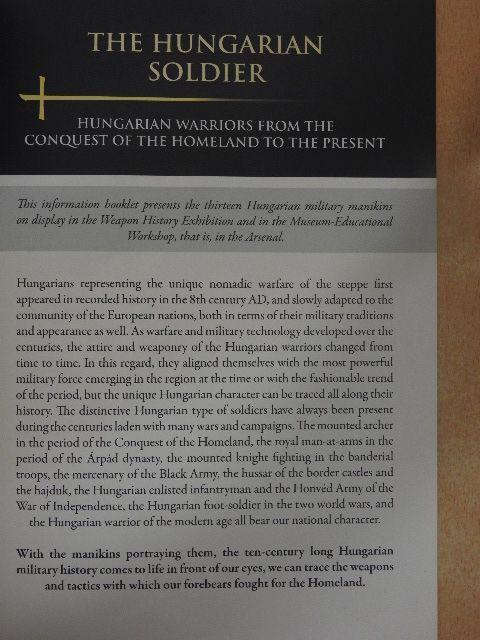 THE HUNGARIAN
SOLDIER
HUNGARIAN WARRIORS FROM THE
CONQUEST OF THE HOMELAND TO THE PRESENT
This information booklet presents the thirteen Hungarian military manikins
on display in the Weapon History Exhibition and in the Museum-Educational
Workshop, that is, in the Arsenal.
Hungarians representing the unique nomadic warfare of the steppe first
appeared in recorded history in the 8th century AD, and slowly adapted to the
community of the European nations, both in terms of their military traditions
and appearance as well. As warfare and military technology developed over the
centuries, the attire and weaponry of the Hungarian warriors changed from
time to time. In this regard, they aligned themselves with the most powerful
military force emerging in the region at the time or with the fashionable trend
of the period, but the unique Hungarian character can be traced all along their
history. The distinctive Hungarian type of soldiers have always been present
during the centuries laden with many wars and campaigns. The mounted archer
in the period of the Conquest of the Homeland, the royal man-at-arms in the
period of the Árpád dynasty, the mounted knight fighting in the banderial
troops, the mercenary of the Black Army, the hussar of the border castles and
the hajduk, the Hungarian enlisted infantryman and the Honvéd Army of the
War of Independence, the Hungarian foot-soldier in the two world wars, and
the Hungarian warrior of the modern age all bear our national character.
With the manikins portraying them, the ten-century long Hungarian
military history comes to life in front of our eyes, we can trace the weapons
and tactics with which our forebears fought for the Homeland.